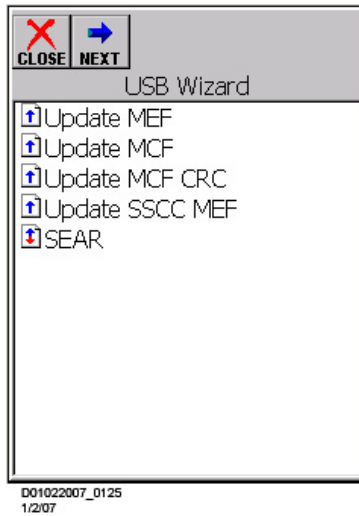 CLOSE NEXT
USB Wizard
Update MEF
Update MCF
Update MCF CRC
Update SSCC MEF
SEAR
D01022007_0125
1/2/07